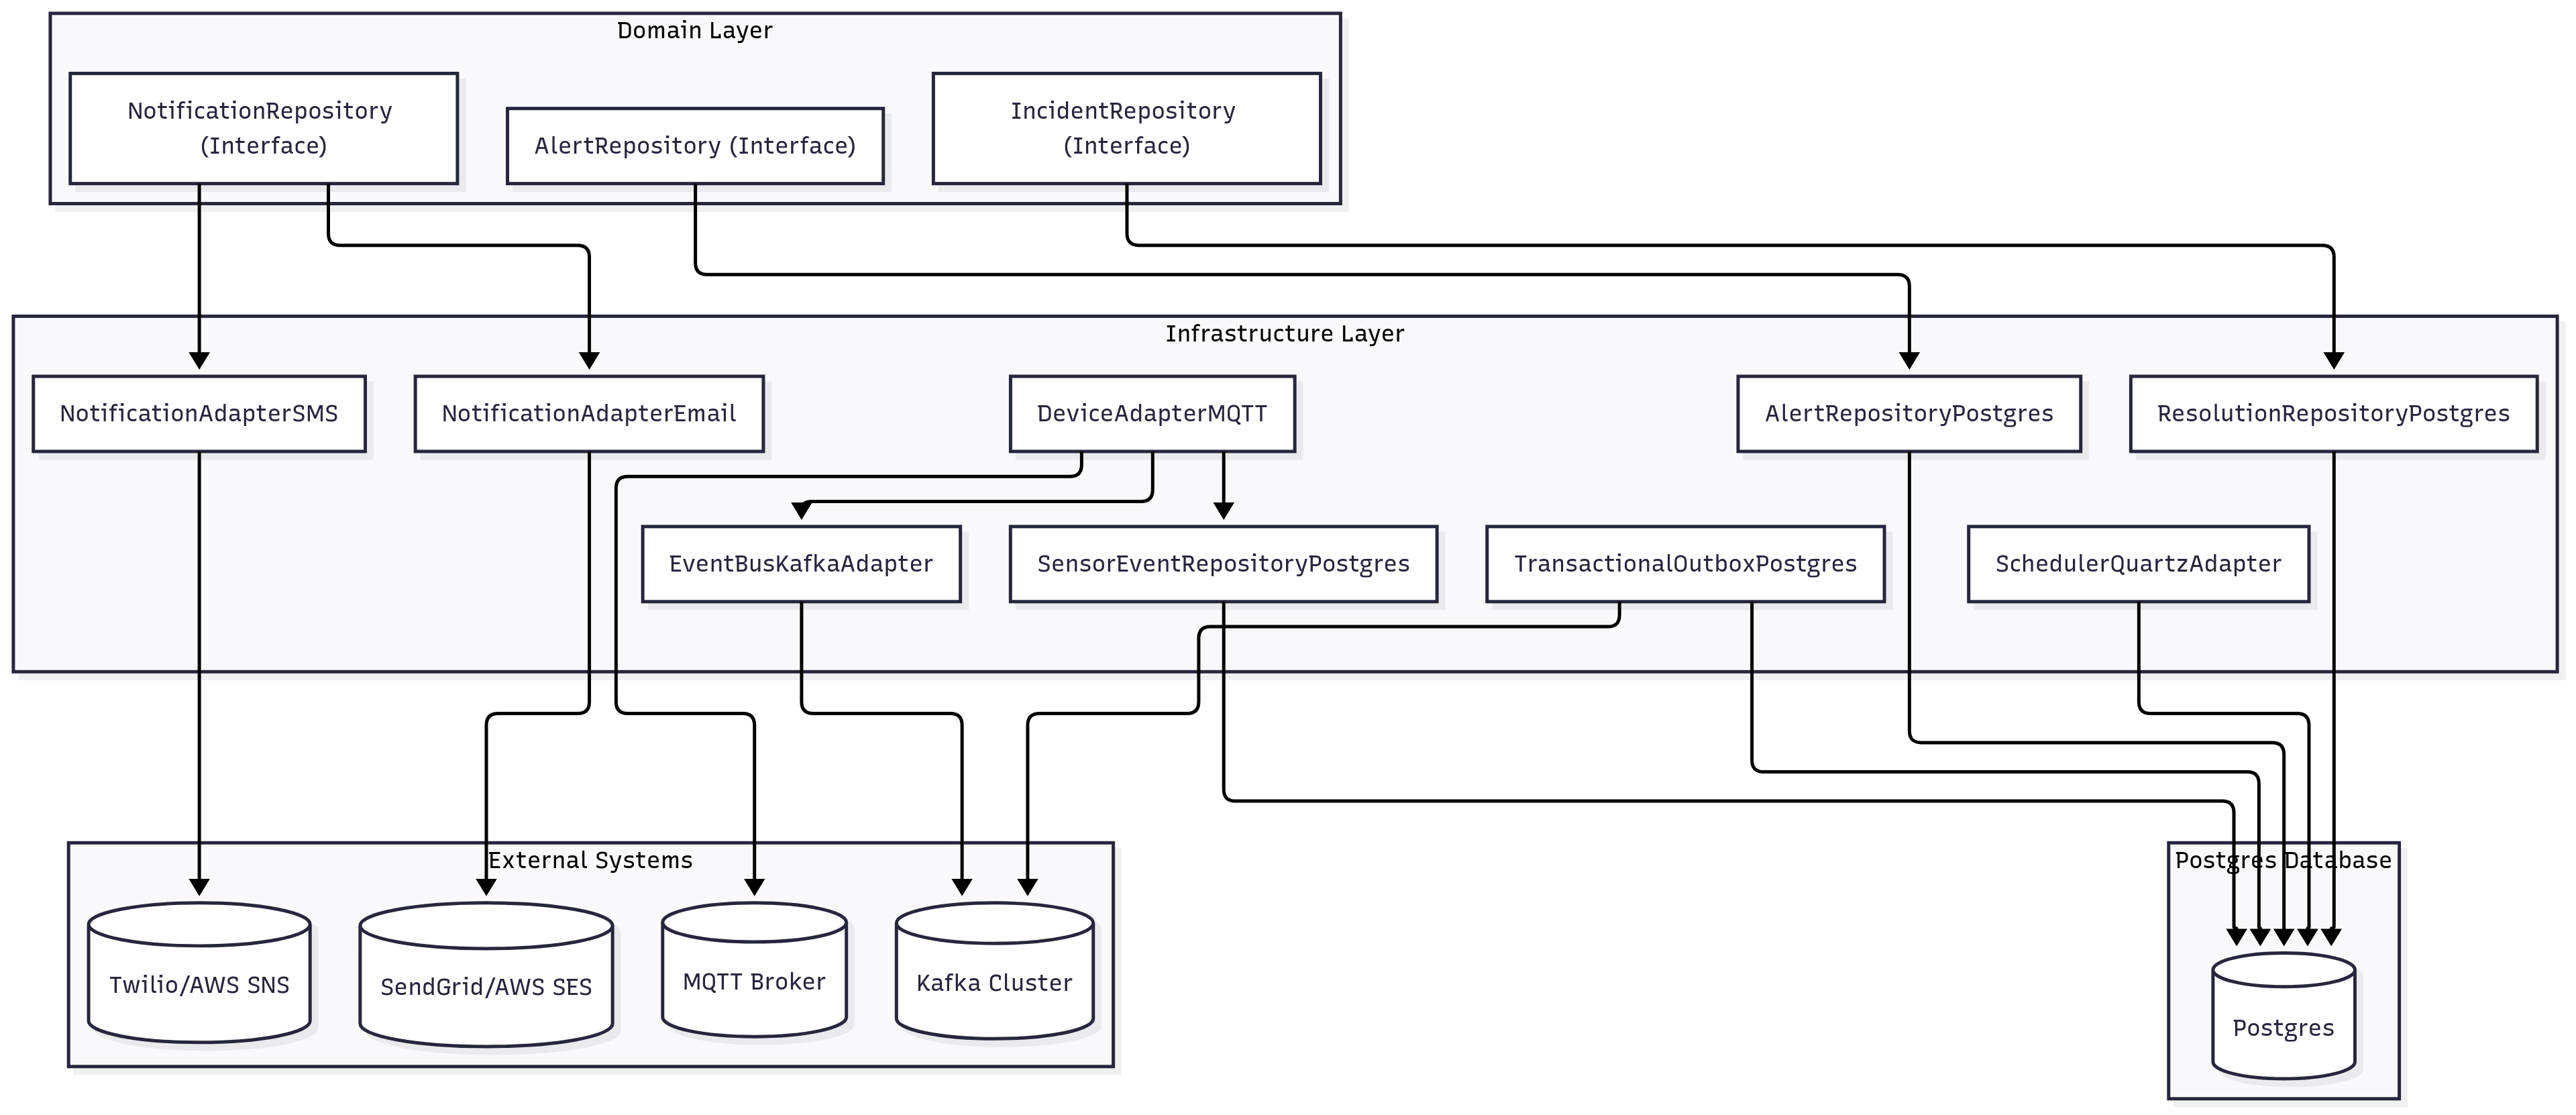 Domain Layer
NotificationRepository
(Interface)
AlertRepository (Interface)
IncidentRepository
(Interface)
Infrastructure Layer
NotificationAdapterSMS
NotificationAdapterEmail
DeviceAdapterMQTT
AlertRepositoryPostgres
ResolutionRepositoryPostgres
EventBusKafkaAdapter
SensorEventRepositoryPostgres
TransactionalOutboxPostgres
SchedulerQuartzAdapter
External Systems
Postgres Database
Twilio/AWS SNS
SendGrid/AWS SES
MQTT Broker
Kafka Cluster
Postgres